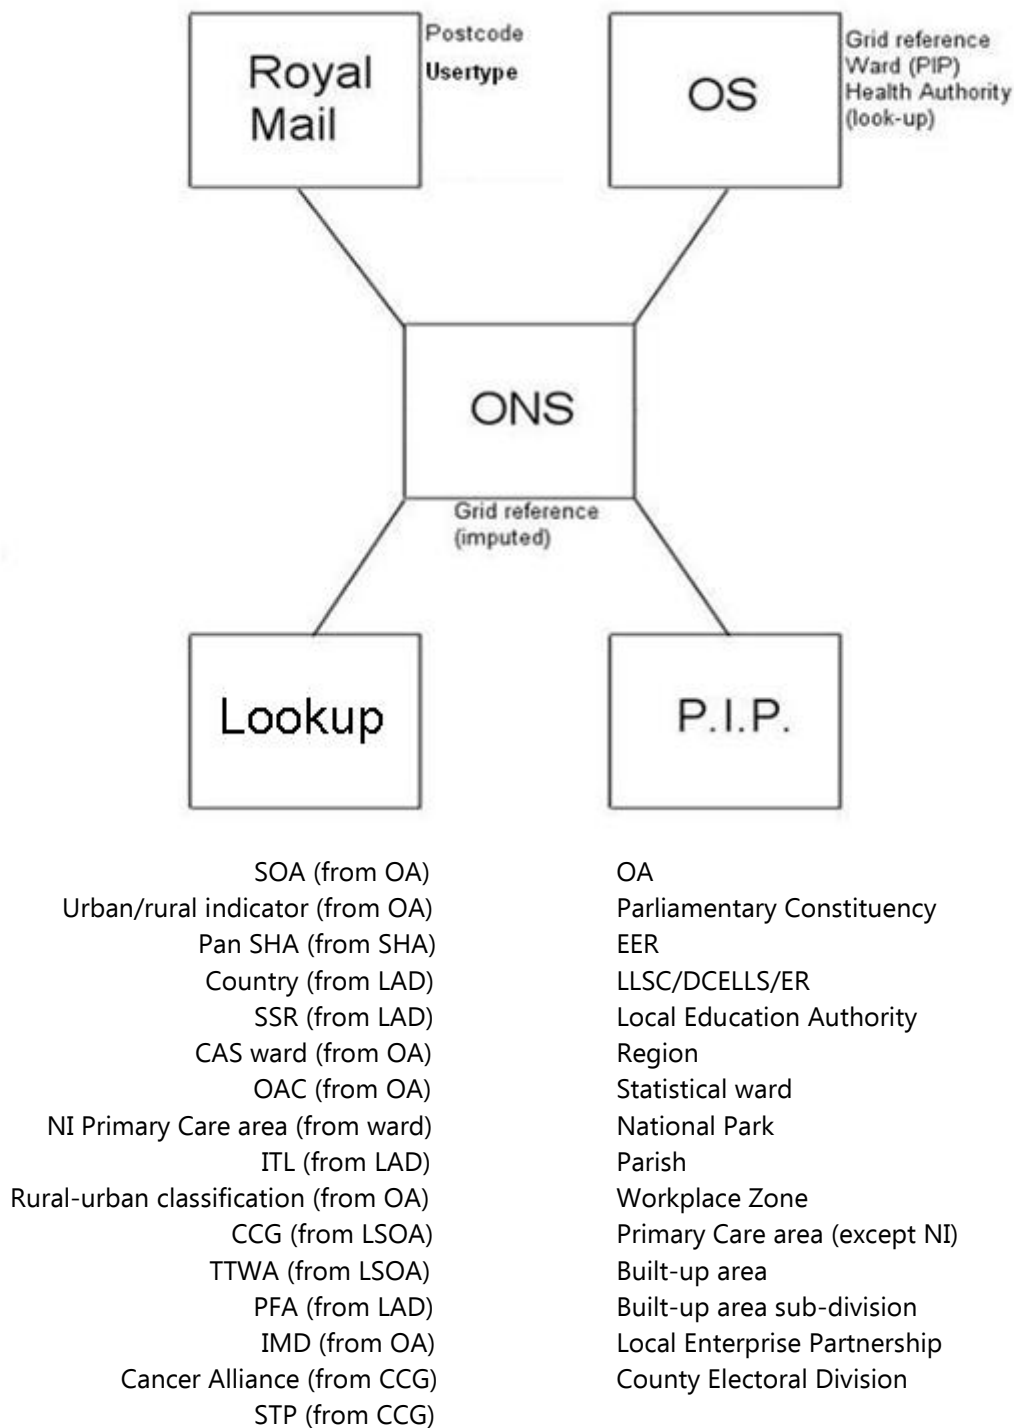 Royal
Mail
Postcode
Usertype
OS
Grid reference
Ward (PIP)
Health Authority
(look-up)
ONS
Grid reference
(imputed)
Lookup
P.I.P.
SOA (from OA)
Urban/rural indicator (from OA)
Pan SHA (from SHA)
Country (from LAD)
SSR (from LAD)
CAS ward (from OA)
OAC (from OA)
NI Primary Care area (from ward)
ITL (from LAD)
Rural-urban classification (from OA)
CCG (from LSOA)
TTWA (from LSOA)
PFA (from LAD)
IMD (from OA)
Cancer Alliance (from CCG)
STP (from CCG)
OA
Parliamentary Constituency
EER
LLSC/DCELLS/ER
Local Education Authority
Region
Statistical ward
National Park
Parish
Workplace Zone
Primary Care area (except NI)
Built-up area
Built-up area sub-division
Local Enterprise Partnership
County Electoral Division